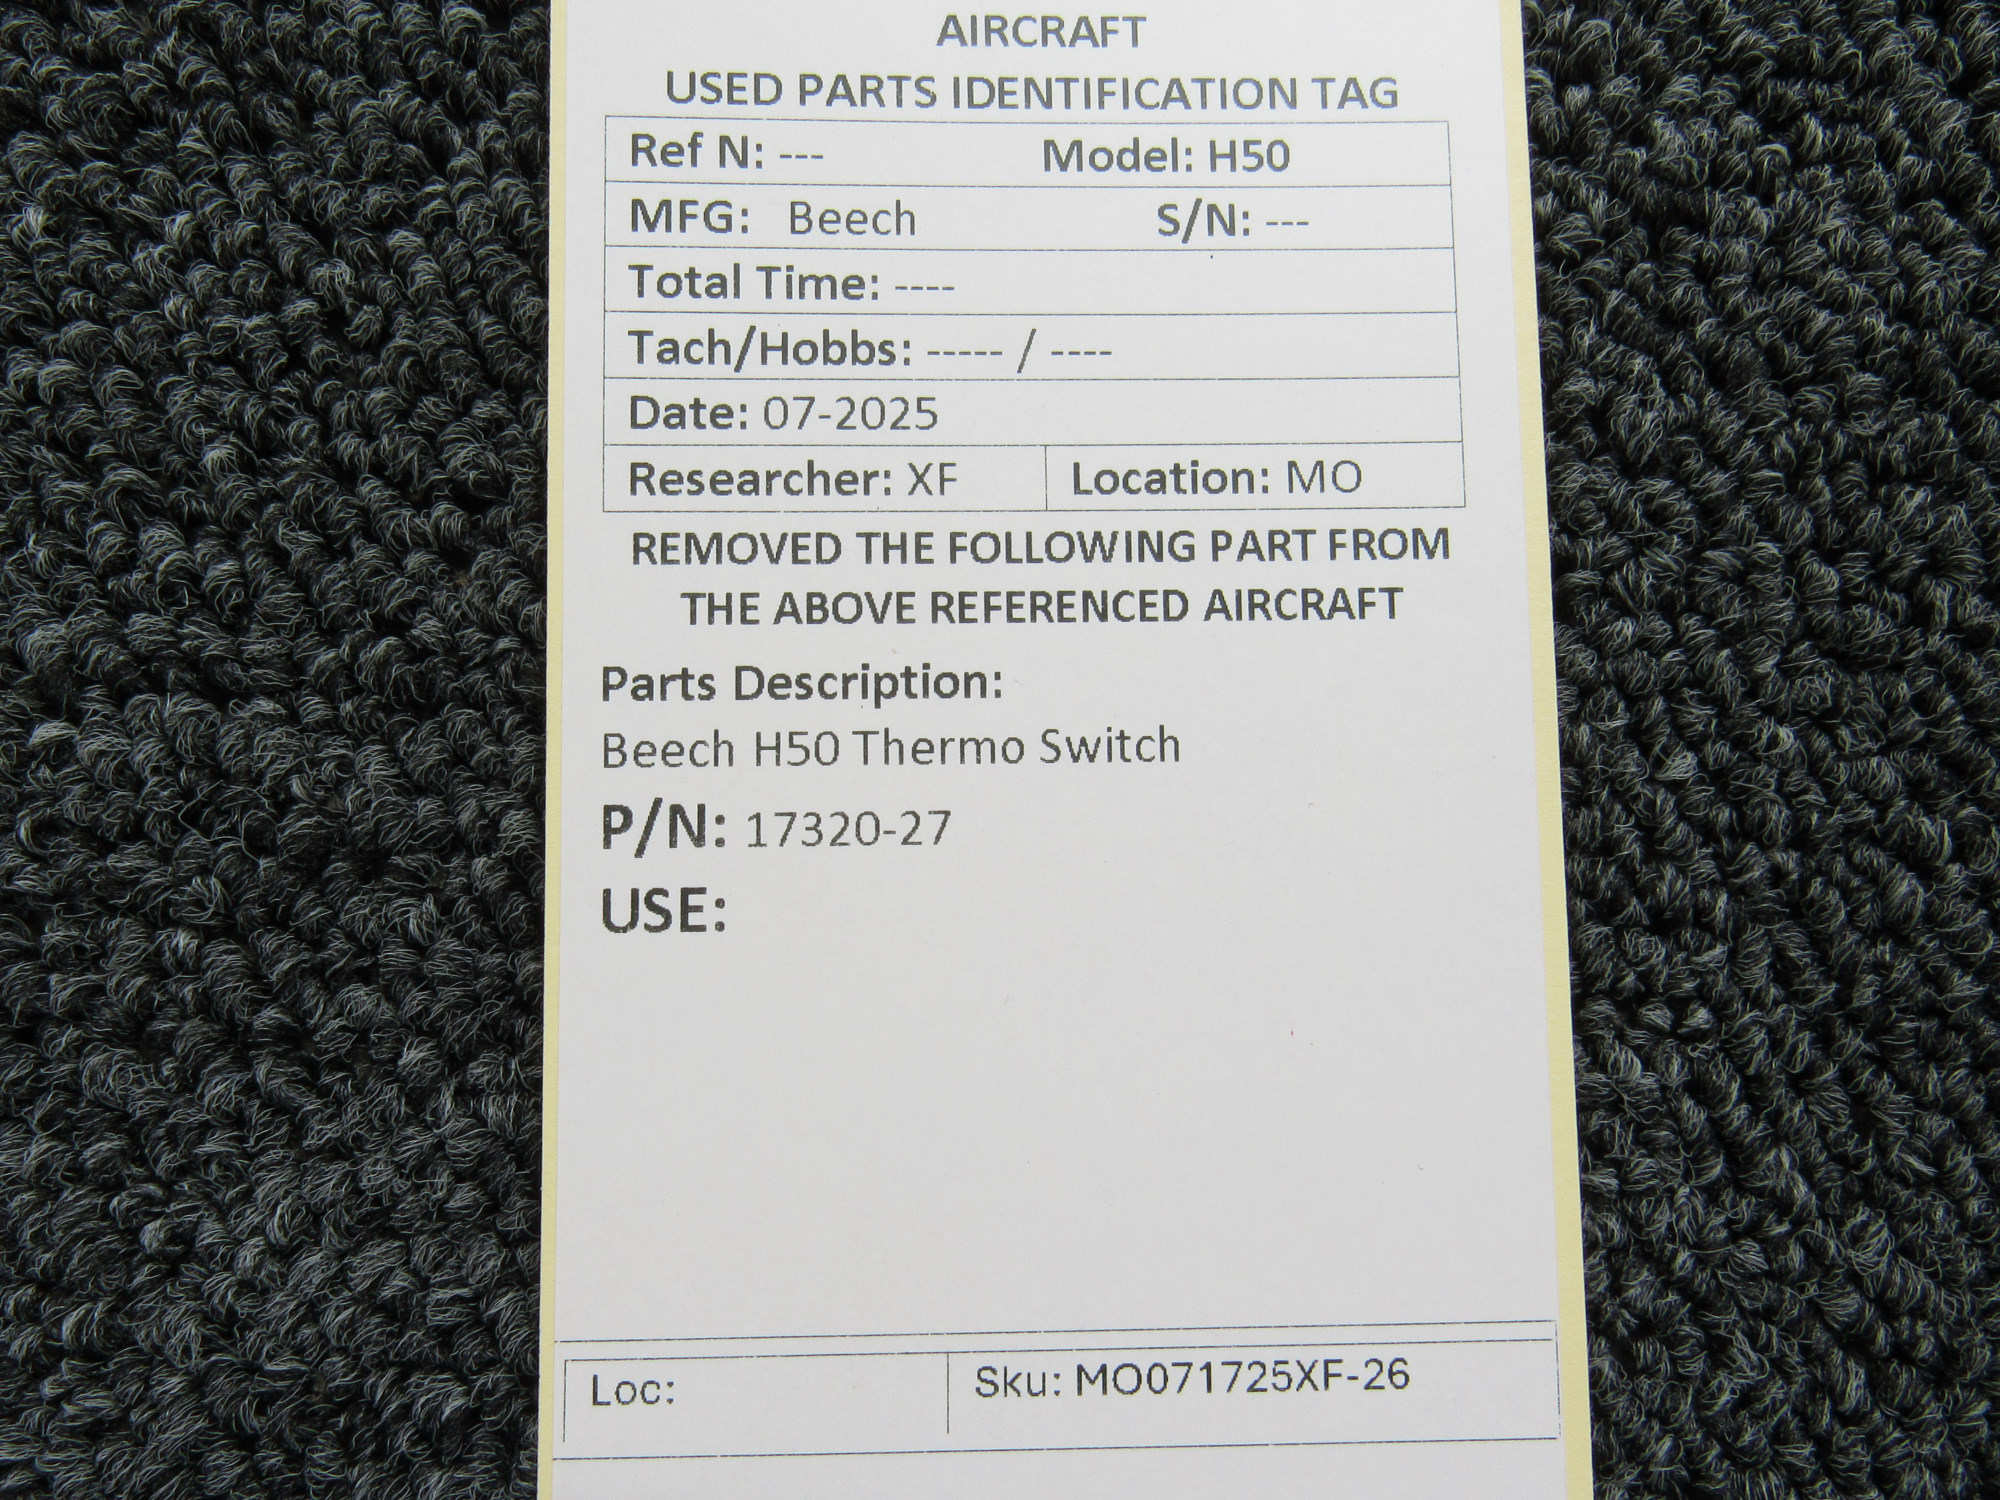 AIRCRAFT
USED PARTS IDENTIFICATION TAG
Ref N: --- Model: H50
MFG: Beech S/N: ---
Total Time: ----
Tach/Hobbs: ----- / ----
Date: 07-2025
Researcher: XF Location: MO
REMOVED THE FOLLOWING PART FROM
THE ABOVE REFERENCED AIRCRAFT
Parts Description:
Beech H50 Thermo Switch
P/N: 17320-27
USE:
Loc: Sku: MO071725XF-26